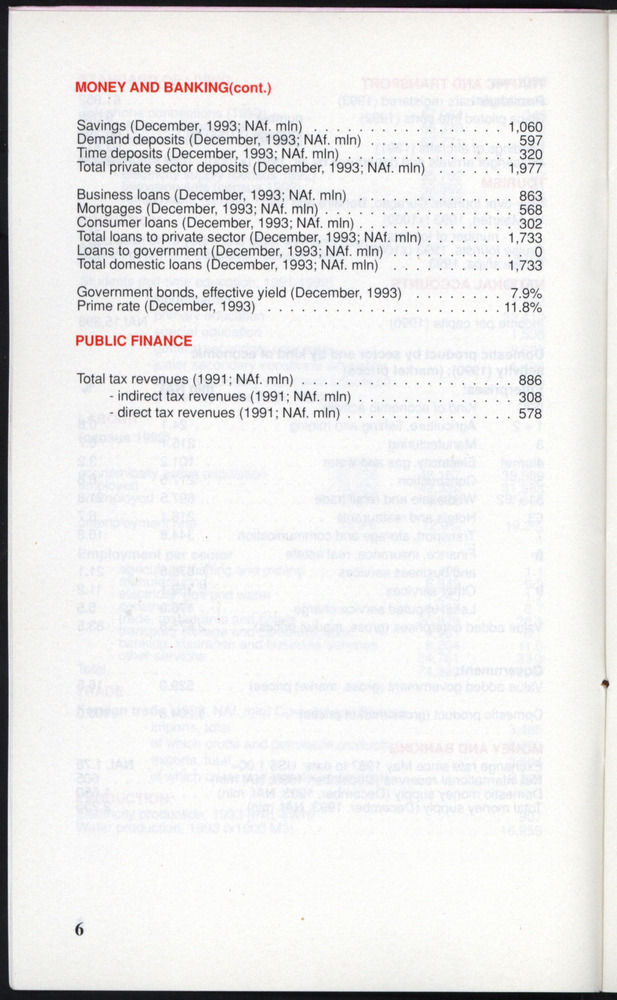 MONEY AND BANKING(cont.)
Savings (December, 1993; NAf. mln) . . . . . . . . . . . . . . . . 1,060
Demand deposits (December, 1993; NAf. mln) . . . . . . . . . . . . 597
Time deposits (December, 1993; NAf. mln) . . . . . . . . . . . . . . 320
Total private sector deposits (December, 1993; NAf. mln) . . . . . . 1,977
Business loans (December, 1993; NAf. mln) . . . . . . . . . . . . . 863
Mortgages (December, 1993; NAf. mln) . . . . . . . . . . . . . . . 568
Consumer loans (December, 1993; NAf. mln) . . . . . . . . . . . . . 302
Total loans to private sector (December, 1993; NAf. mln) . . . . . . 1,733
Loans to government (December, 1993; NAf. mln) . . . . . . . . . . 0
Total domestic loans (December, 1993; NAf. mln) . . . . . . . . . 1,733
Government bonds, effective yield (December, 1993) . . . . . . . . 7.9%
Prime rate (December, 1993) . . . . . . . . . . . . . . . . . . . 11.8%
PUBLIC FINANCE
Total tax revenues (1991; NAf. mln) . . . . . . . . . . . . . . . . . 886
- indirect tax revenues (1991; NAf. mln) . . . . . . . . . . . . 308
- direct tax revenues (1991; NAf. mln) . . . . . . . . . . . . . 578
6